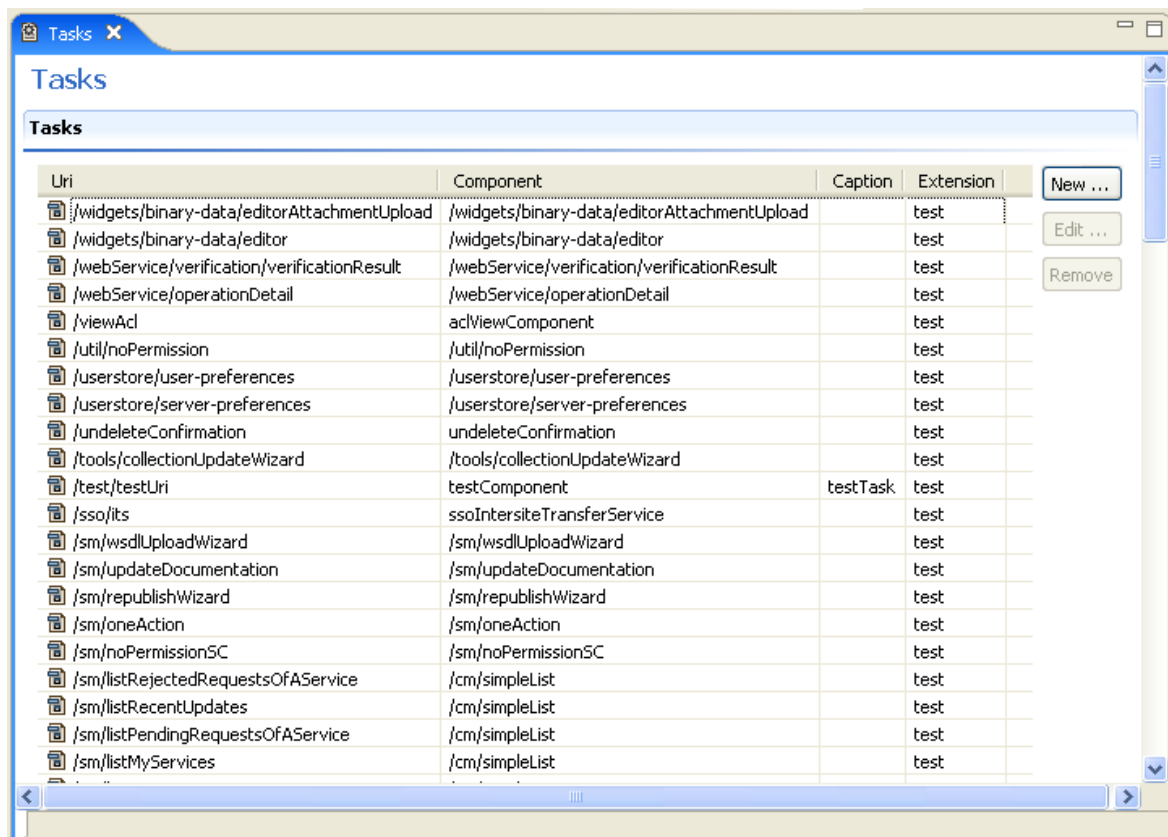 Tasks
Tasks
Tasks
Uri Component Caption Extension
New ...
/widgets/binary-data/editorAttachmentUpload /widgets/binary-data/editorAttachmentUpload test
Edit ...
/widgets/binary-data/editor /widgets/binary-data/editor test
/webService/verification/verificationResult /webService/verification/verificationResult test
Remove
/webService/operationDetail /webService/operationDetail test
/viewAcl aclViewComponent test
/util/noPermission /util/noPermission test
/userstore/user-preferences /userstore/user-preferences test
/userstore/server-preferences /userstore/server-preferences test
/undeleteConfirmation undeleteConfirmation test
/tools/collectionUpdateWizard /tools/collectionUpdateWizard test
/test/testUri testComponent testTask test
/sso/its ssoIntersiteTransferService test
/sm/wsdlUploadWizard /sm/wsdlUploadWizard test
/sm/updateDocumentation /sm/updateDocumentation test
/sm/republishWizard /sm/republishWizard test
/sm/oneAction /sm/oneAction test
/sm/noPermissionSC /sm/noPermissionSC test
/sm/listRejectedRequestsOfAService /cm/simpleList test
/sm/listRecentUpdates /cm/simpleList test
/sm/listPendingRequestsOfAService /cm/simpleList test
/sm/listMyServices /cm/simpleList test